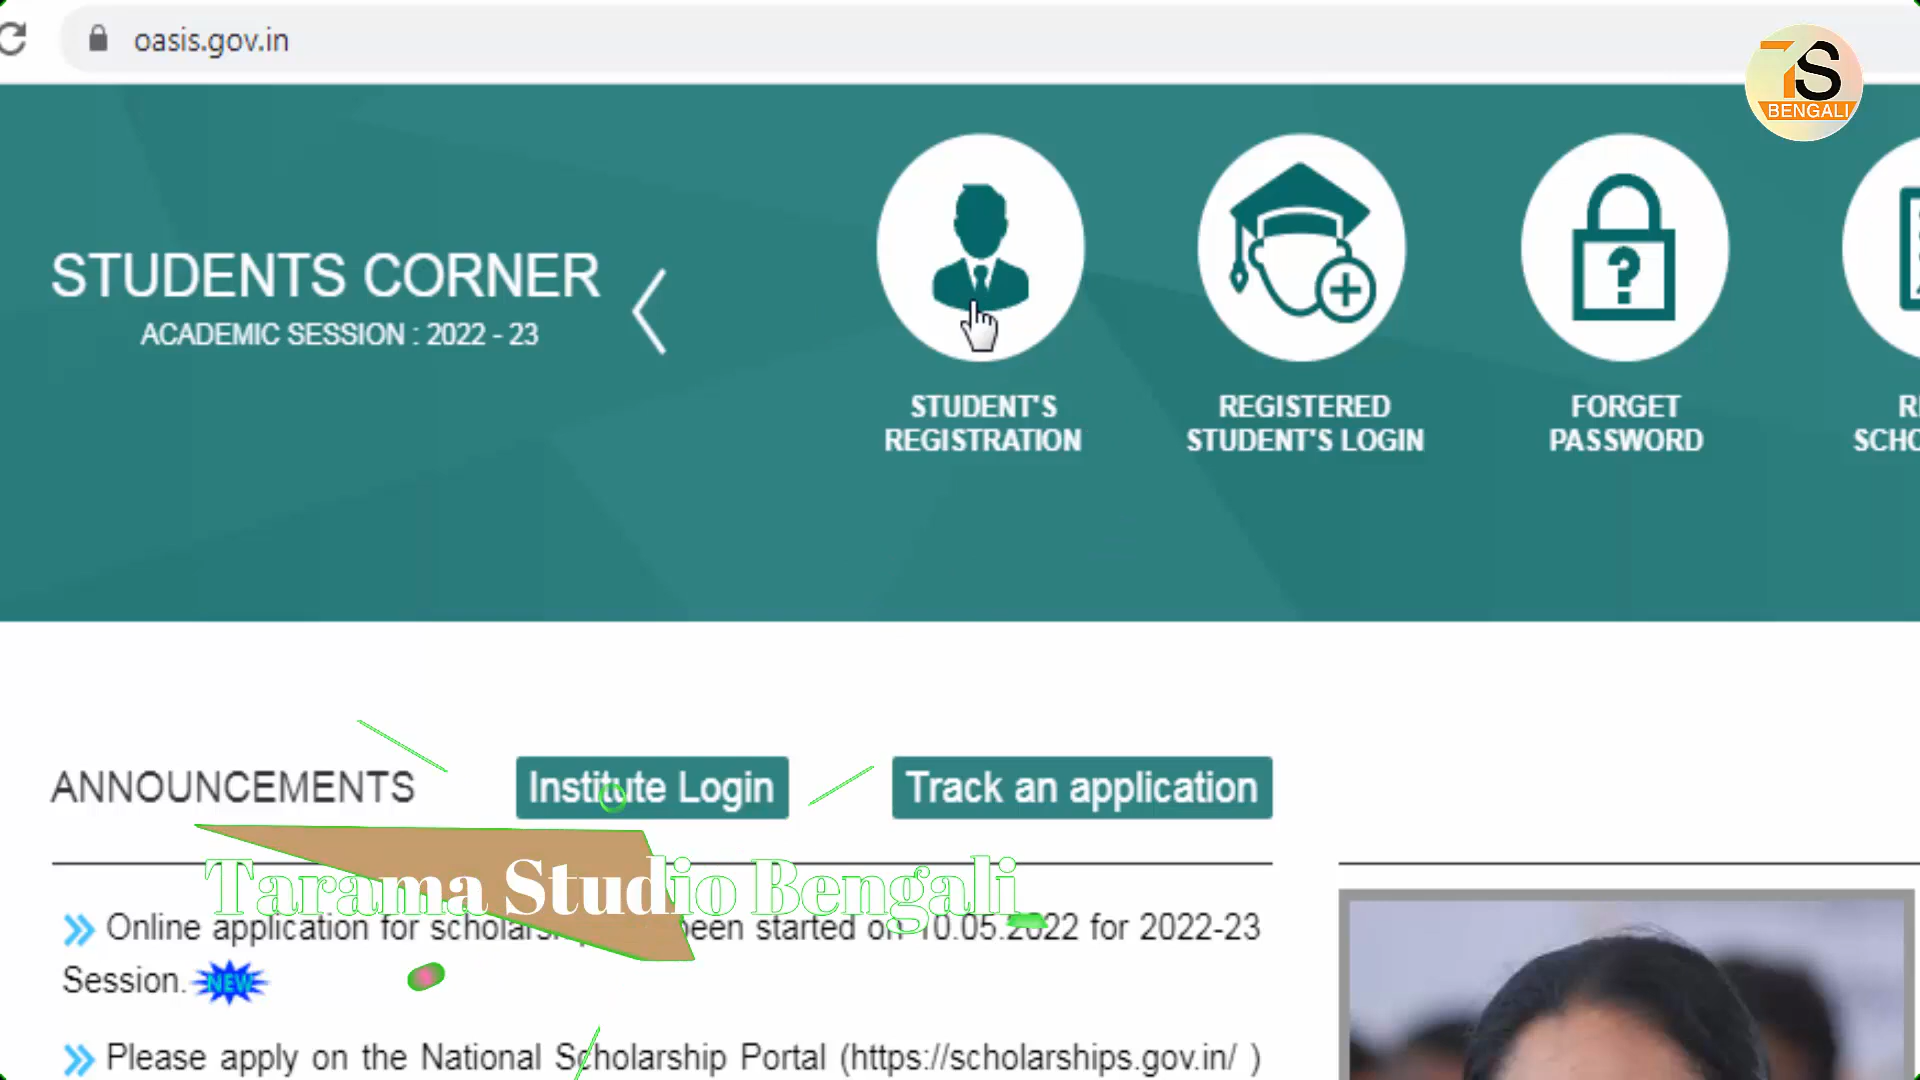 oasis.gov.in
7S
BENGALI
STUDENTS CORNER
ACADEMIC SESSION : 2022 - 23
STUDENT'S
REGISTRATION
REGISTERED
STUDENT'S LOGIN
FORGET
PASSWORD
ANNOUNCEMENTS
Institute Login
Track an application
Tarama Studio Bengali
Online application for been started on 10.05.2022 for 2022-23
Session. NEW
Please apply on the National Scholarship Portal (https://scholarships.gov.in/ )